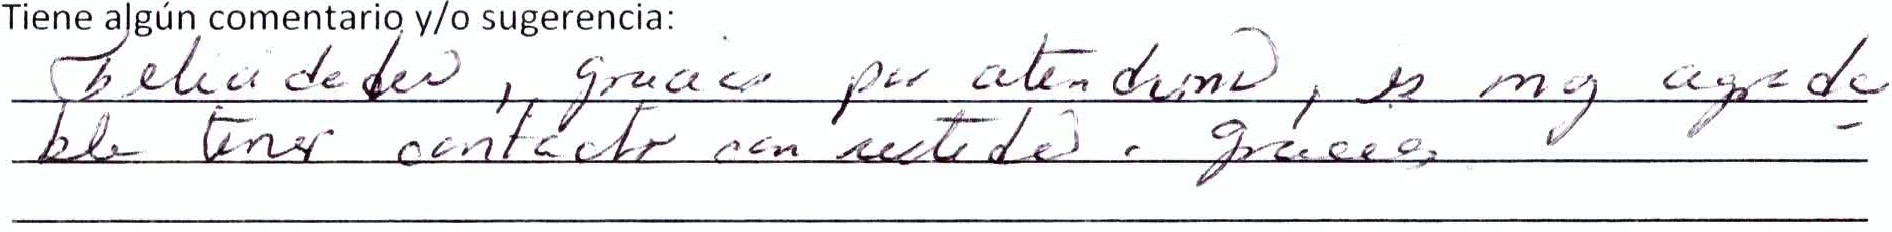 Tiene algún comentario y/o sugerencia:
Felicidades, gracias por atenderme, es muy agrada-
ble tener contacto con ustedes. Gracias